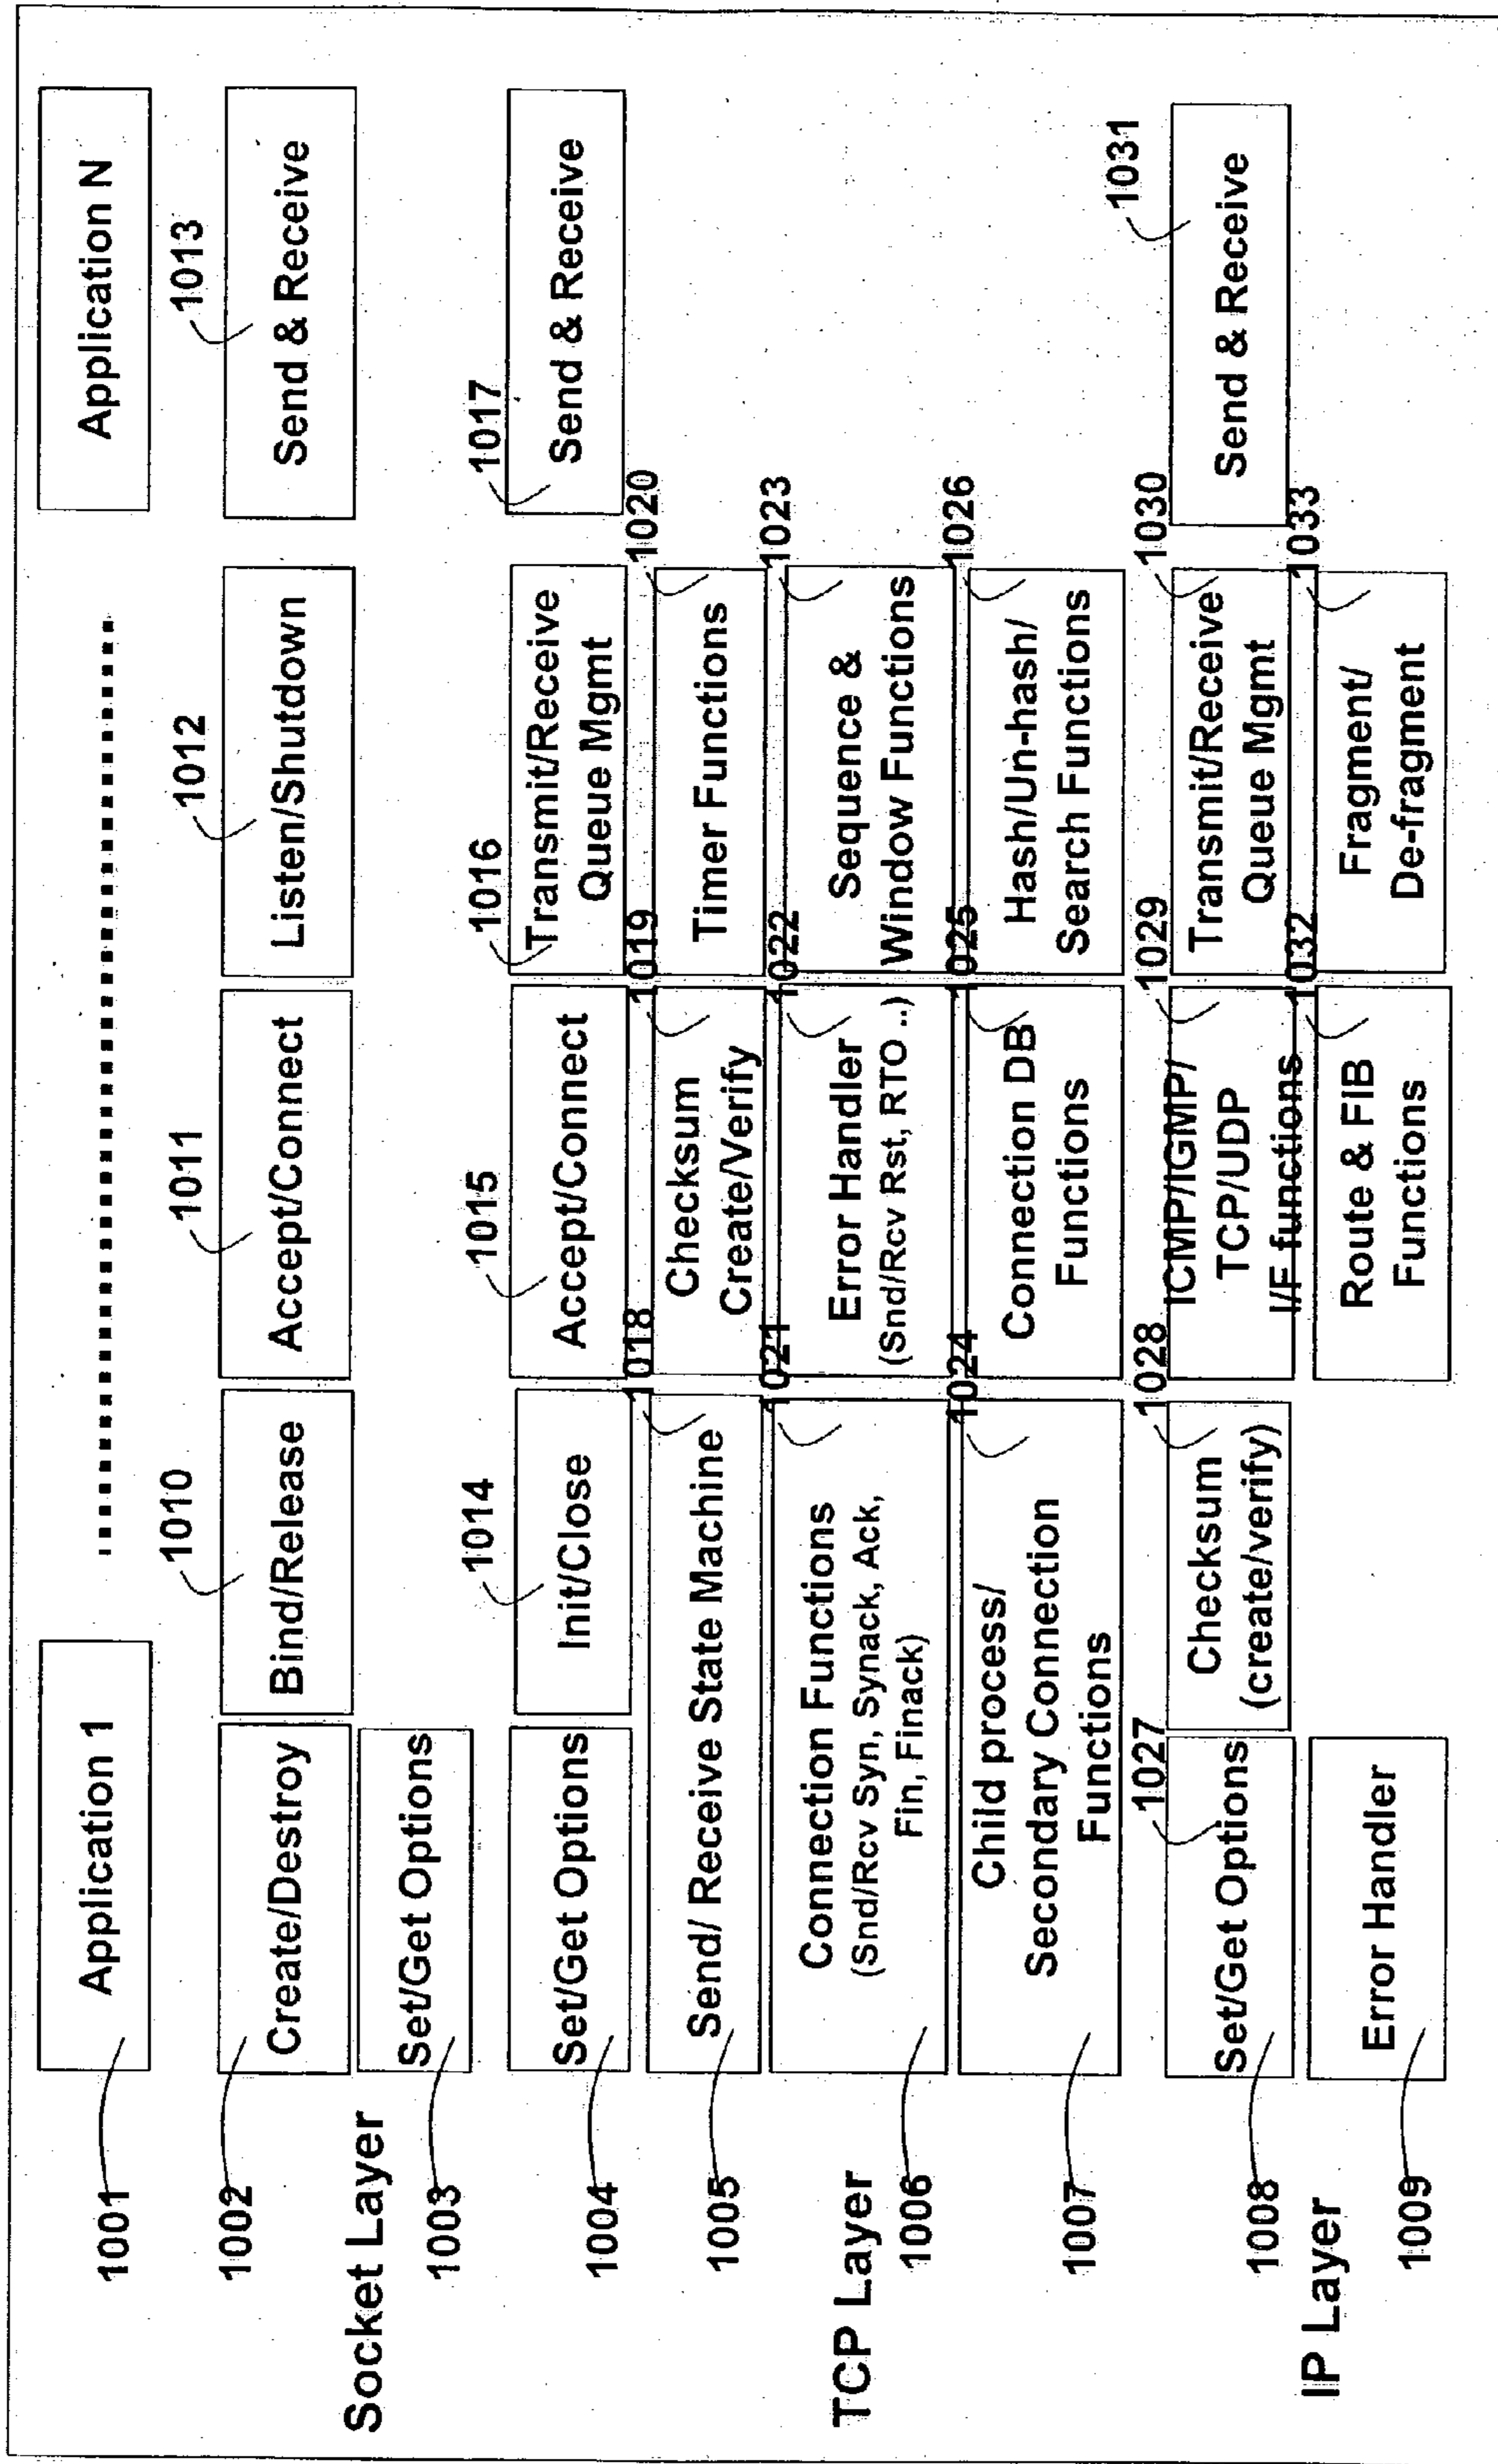 Application 1
Application N
1001
1010
1011
1012
1013
1002
Create/Destroy
Bind/Release
Accept/Connect
Listen/Shutdown
Send & Receive
Socket Layer
1003
Set/Get Options
1014
1015
1016
1017
1004
Set/Get Options
Init/Close
Accept/Connect
Transmit/Receive
Queue Mgmt
Send & Receive
1018
1019
1020
1005
Send/ Receive State Machine
Checksum
Create/Verify
Timer Functions
1021
1022
1023
TCP Layer
1006
Connection Functions
(Snd/Rcv Syn, Synack, Ack,
Fin, Finack)
Error Handler
(Snd/Rcv Rst, RTO ..)
Sequence &
Window Functions
1024
1025
1026
1007
Child process/
Secondary Connection
Functions
Connection DB
Functions
Hash/Un-hash/
Search Functions
1027
1028
1029
1030
1031
1008
Set/Get Options
Checksum
(create/verify)
ICMP/IGMP/
TCP/UDP
I/F functions
Transmit/Receive
Queue Mgmt
Send & Receive
1032
1033
IP Layer
1009
Error Handler
Route & FIB
Functions
Fragment/
De-fragment